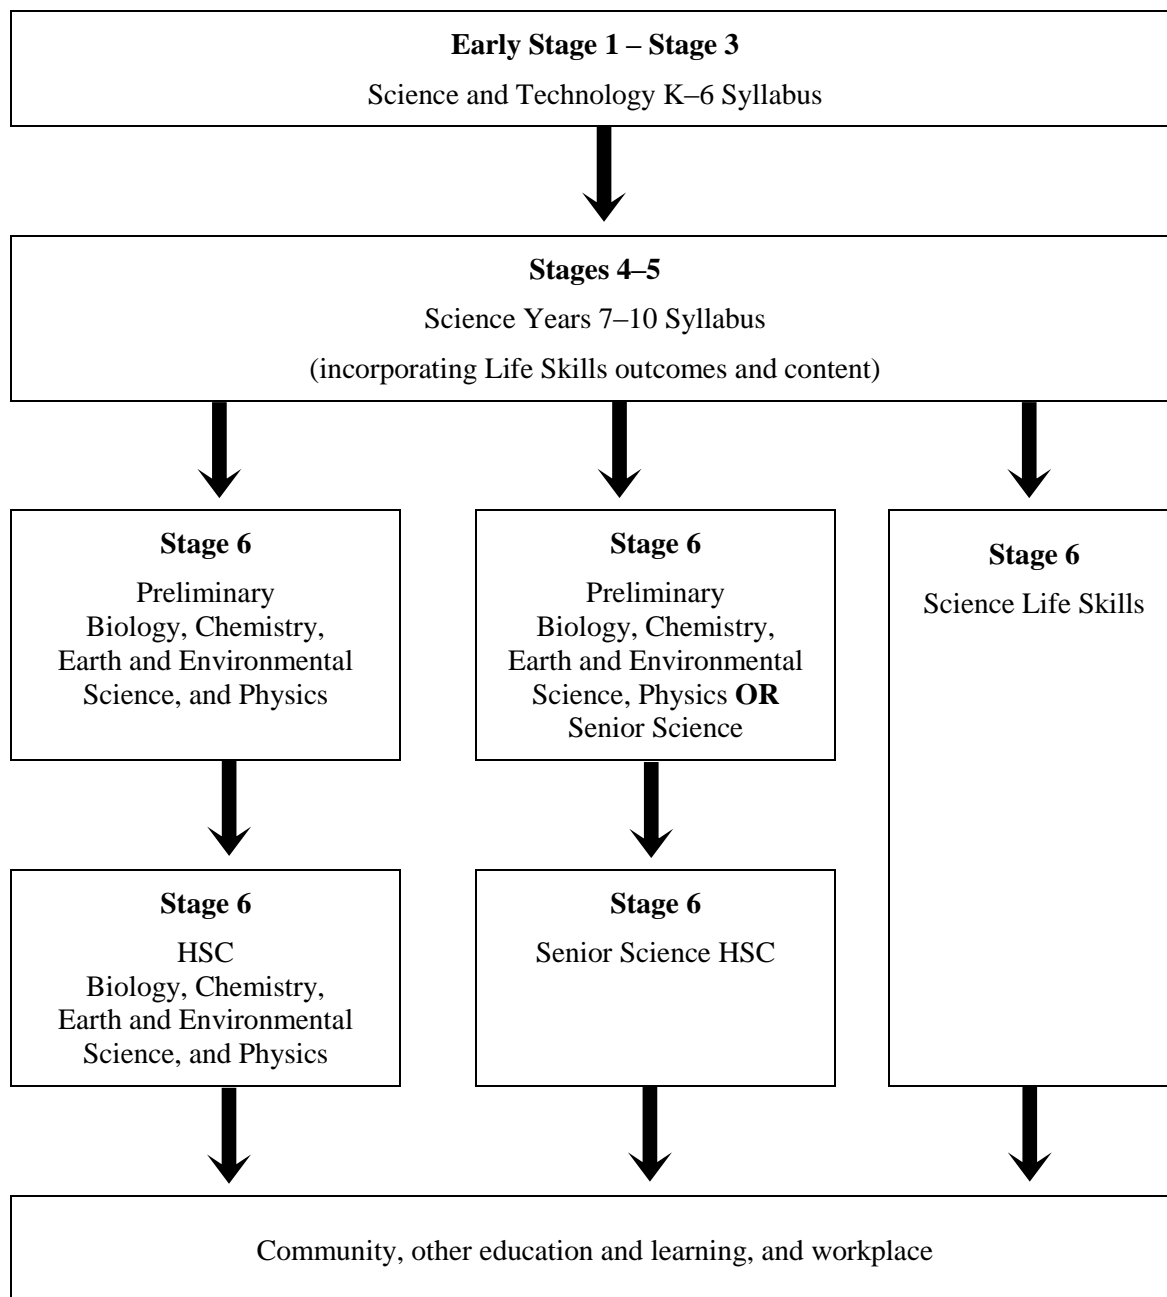 Early Stage 1 – Stage 3
Science and Technology K–6 Syllabus
Stages 4–5
Science Years 7–10 Syllabus
(incorporating Life Skills outcomes and content)
Stage 6
Preliminary
Biology, Chemistry,
Earth and Environmental
Science, and Physics
Stage 6
Preliminary
Biology, Chemistry,
Earth and Environmental
Science, Physics OR
Senior Science
Stage 6
Science Life Skills
Stage 6
HSC
Biology, Chemistry,
Earth and Environmental
Science, and Physics
Stage 6
Senior Science HSC
Community, other education and learning, and workplace